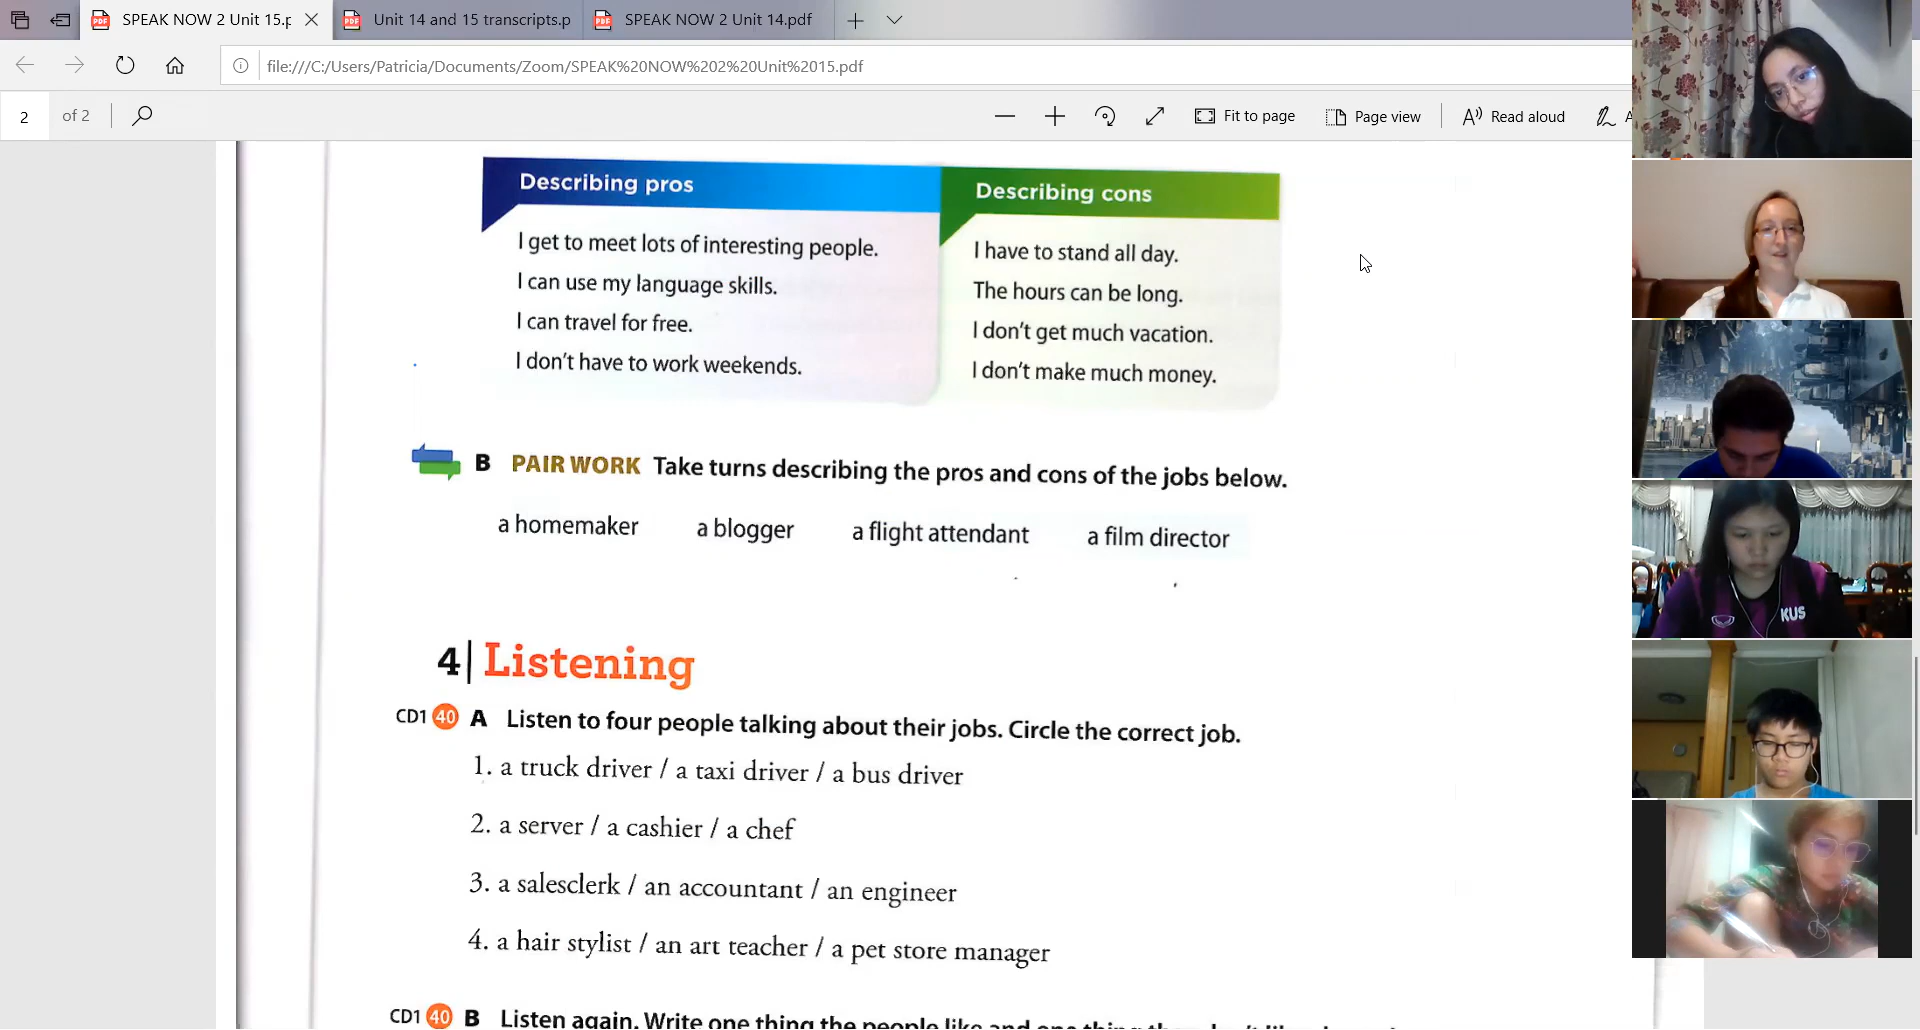 SPEAK NOW 2 Unit 15.p
Unit 14 and 15 transcripts.p
SPEAK NOW 2 Unit 14.pdf
file:///C:/Users/Patricia/Documents/Zoom/SPEAK%20NOW%202%20Unit%2015.pdf
2 of 2
Fit to page
Page view
Read aloud
Describing pros
I get to meet lots of interesting people.
I can use my language skills.
I can travel for free.
I don't have to work weekends.
Describing cons
I have to stand all day.
The hours can be long.
I don't get much vacation.
I don't make much money.
B PAIR WORK Take turns describing the pros and cons of the jobs below.
a homemaker a blogger a flight attendant a film director
4 | Listening
CD1 40 A Listen to four people talking about their jobs. Circle the correct job.
1. a truck driver / a taxi driver / a bus driver
2. a server / a cashier / a chef
3. a salesclerk / an accountant / an engineer
4. a hair stylist / an art teacher / a pet store manager
CD1 40 B Listen again. Write one thing the people like and one thing they don't like
KUS